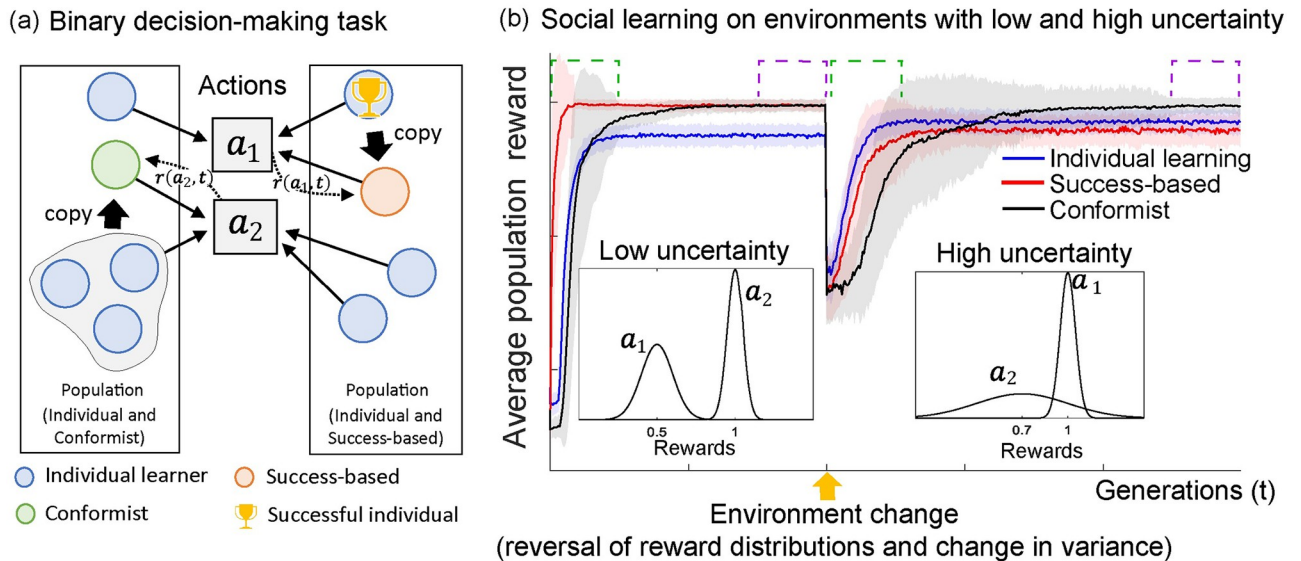 (a) Binary decision-making task
Actions
a₁
a₂
r(a₂,t)
r(a₁,t)
copy
copy
Population
(Individual and
Conformist)
Population
(Individual and
Success-based)
Individual learner
Success-based
Conformist
Successful individual
(b) Social learning on environments with low and high uncertainty
Average population reward
Individual learning
Success-based
Conformist
Low uncertainty
a₁
a₂
0.5
1
Rewards
High uncertainty
a₁
a₂
0.7
1
Rewards
Generations (t)
Environment change
(reversal of reward distributions and change in variance)